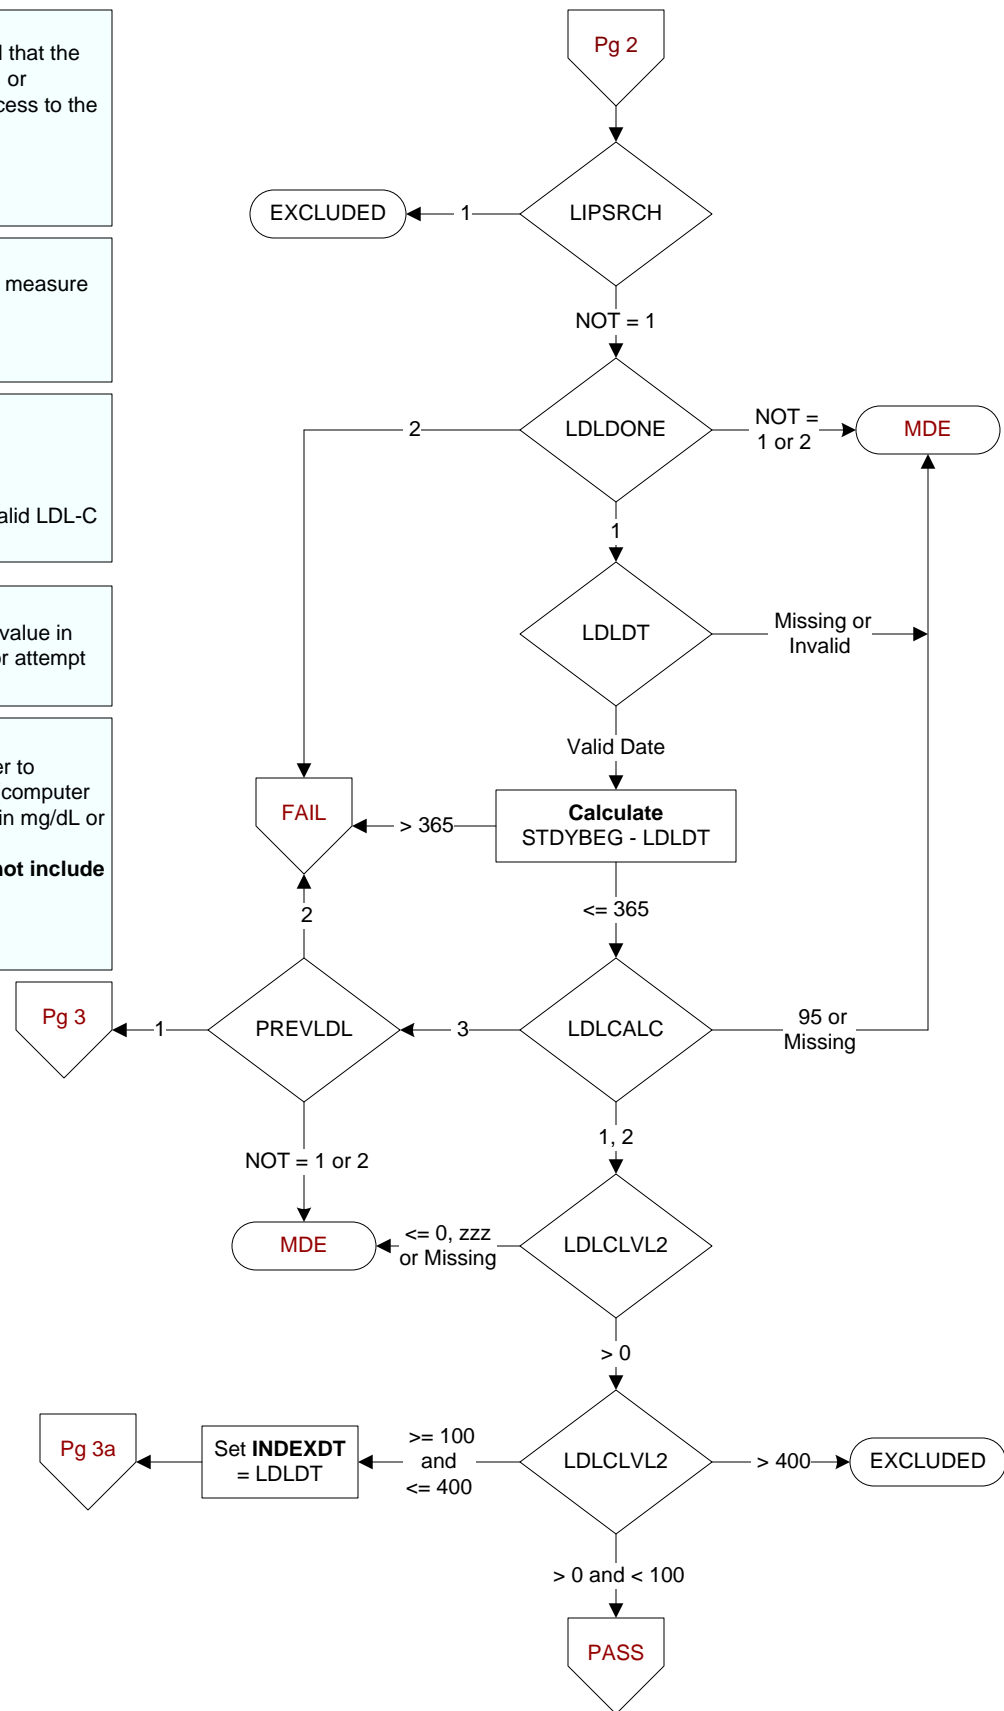 l that the
or
cess to the
measure
alid LDL-C
value in
or attempt
er to
computer
in mg/dL or
not include
Pg 2
LIPSRCH
1
EXCLUDED
NOT = 1
LDLDONE
2
NOT =
1 or 2
MDE
1
LDLDT
Missing or
Invalid
Valid Date
Calculate
STDYBEG - LDLDT
> 365
FAIL
<= 365
2
LDLCALC
3
PREVLDL
1
Pg 3
95 or
Missing
1, 2
NOT = 1 or 2
MDE
<= 0, zzz
or Missing
LDLCLVL2
> 0
LDLCLVL2
>= 100
and
<= 400
Set INDEXDT
= LDLDT
Pg 3a
> 400
EXCLUDED
> 0 and < 100
PASS